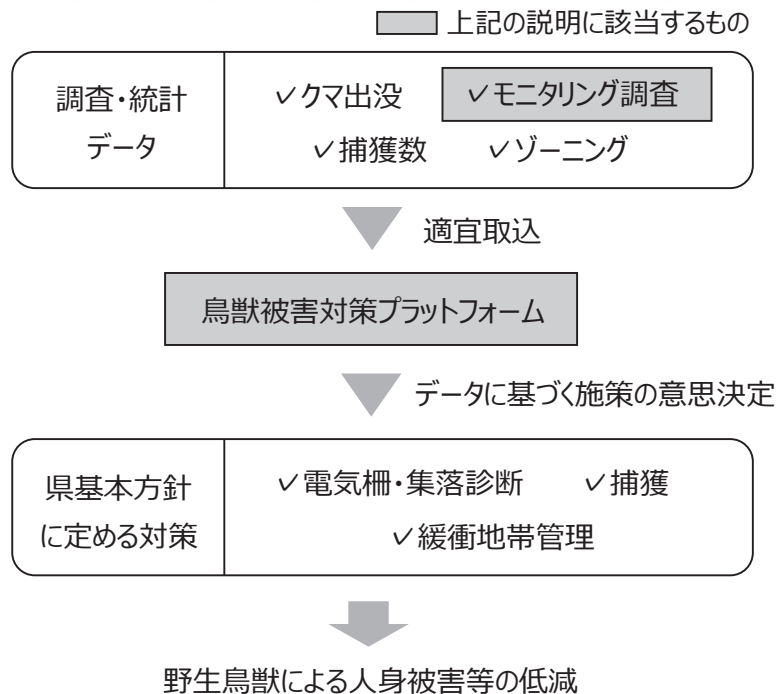 上記の説明に該当するもの
調査・統計
データ
✓クマ出没 ✓モニタリング調査
✓捕獲数 ✓ゾーニング
適宜取込
鳥獣被害対策プラットフォーム
データに基づく施策の意思決定
県基本方針
に定める対策
✓電気柵・集落診断 ✓捕獲
✓緩衝地帯管理
野生鳥獣による人身被害等の低減